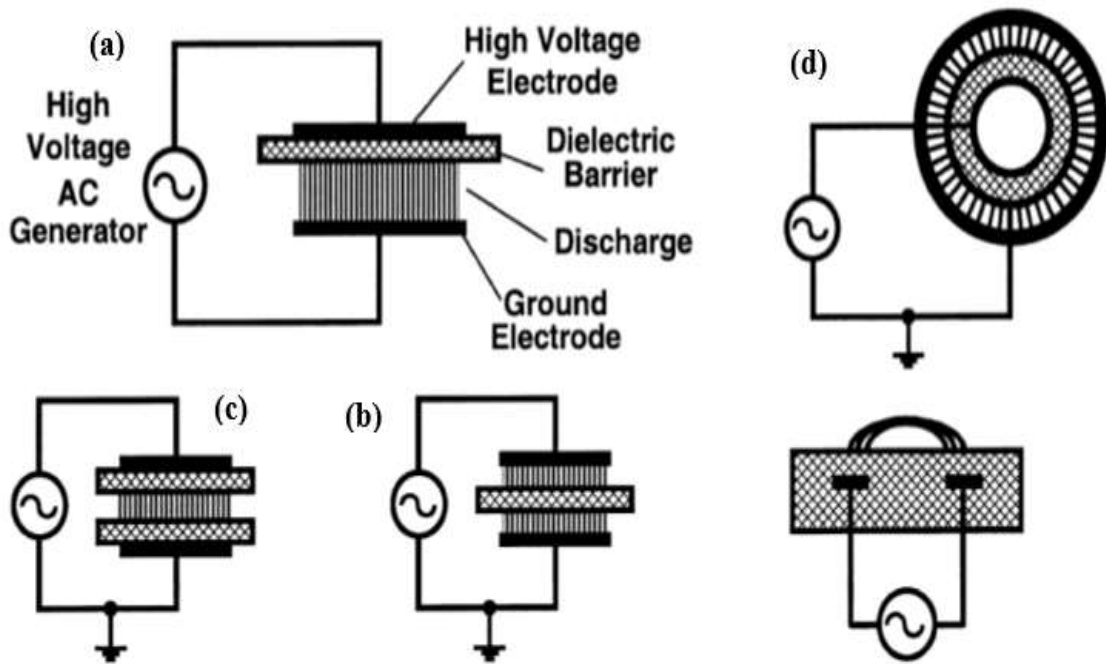 (a)
High Voltage
Electrode
High
Voltage
AC
Generator
Dielectric
Barrier
Discharge
Ground
Electrode
(d)
(c)
(b)